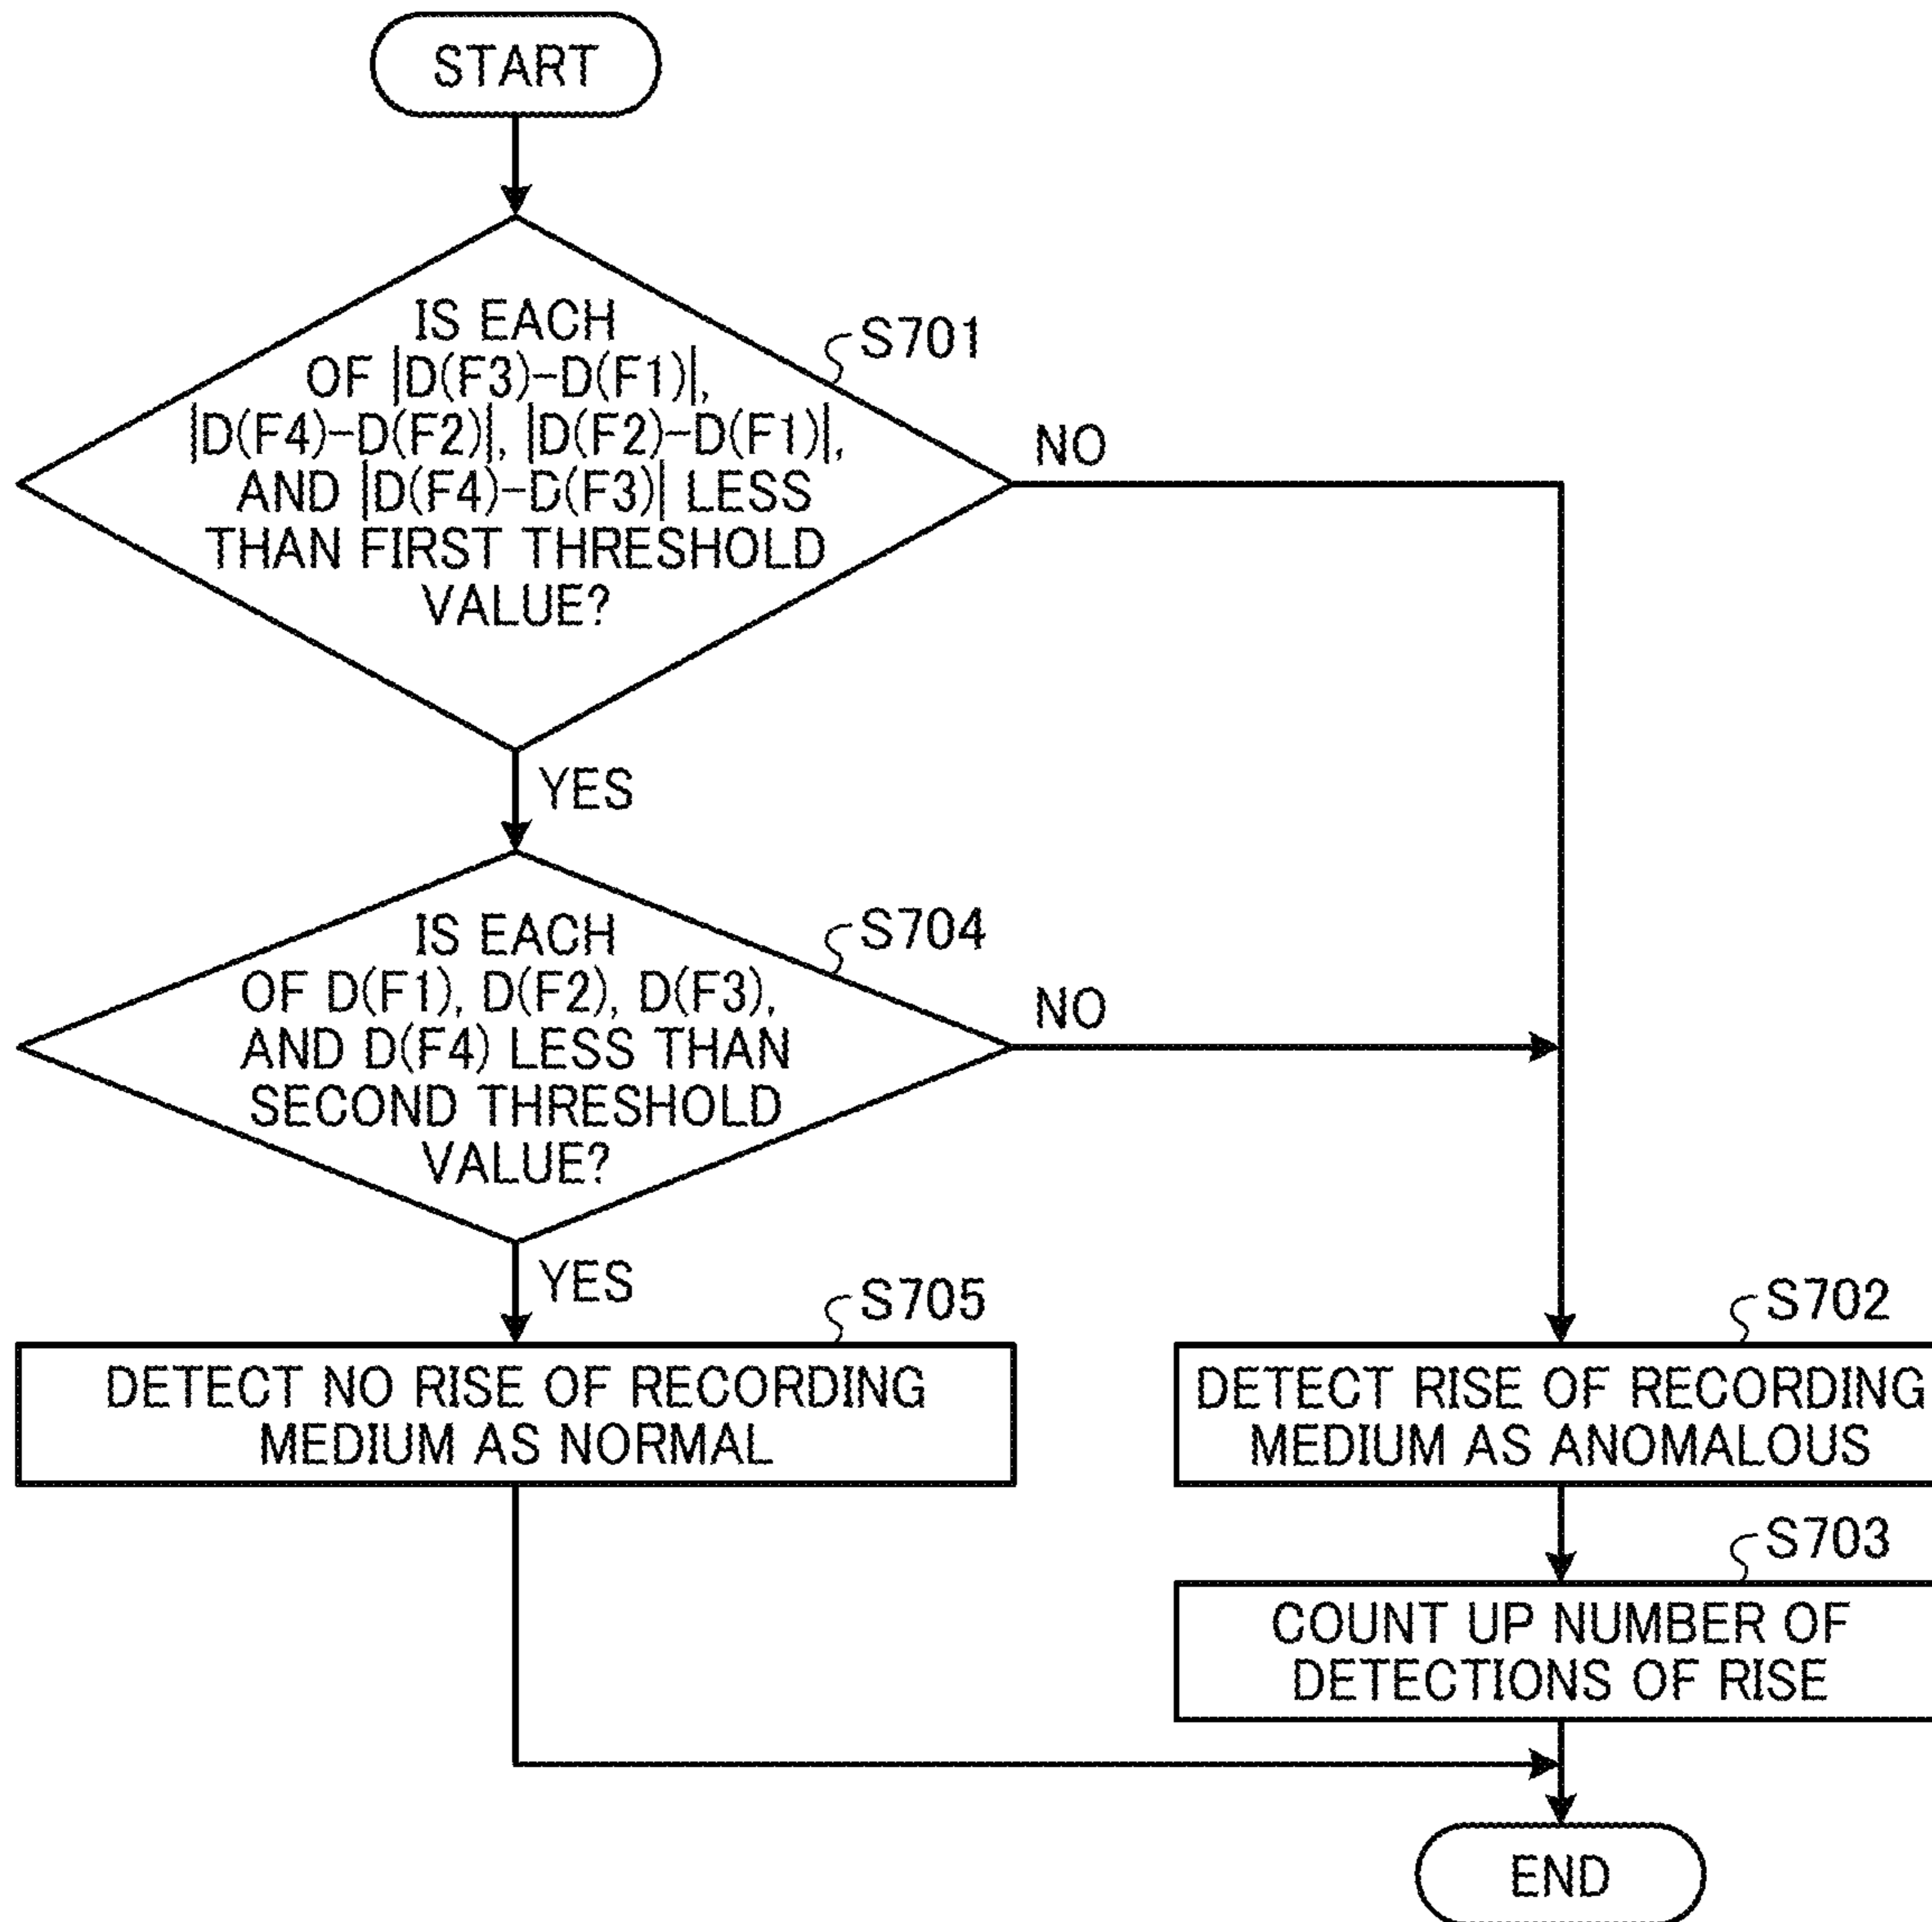 START
IS EACH
OF |D(F3)-D(F1)|,
|D(F4)-D(F2)|, |D(F2)-D(F1)|,
AND |D(F4)-D(F3)| LESS
THAN FIRST THRESHOLD
VALUE?
S701
NO
YES
IS EACH
OF D(F1), D(F2), D(F3),
AND D(F4) LESS THAN
SECOND THRESHOLD
VALUE?
S704
NO
YES
S705
DETECT NO RISE OF RECORDING
MEDIUM AS NORMAL
S702
DETECT RISE OF RECORDING
MEDIUM AS ANOMALOUS
S703
COUNT UP NUMBER OF
DETECTIONS OF RISE
END